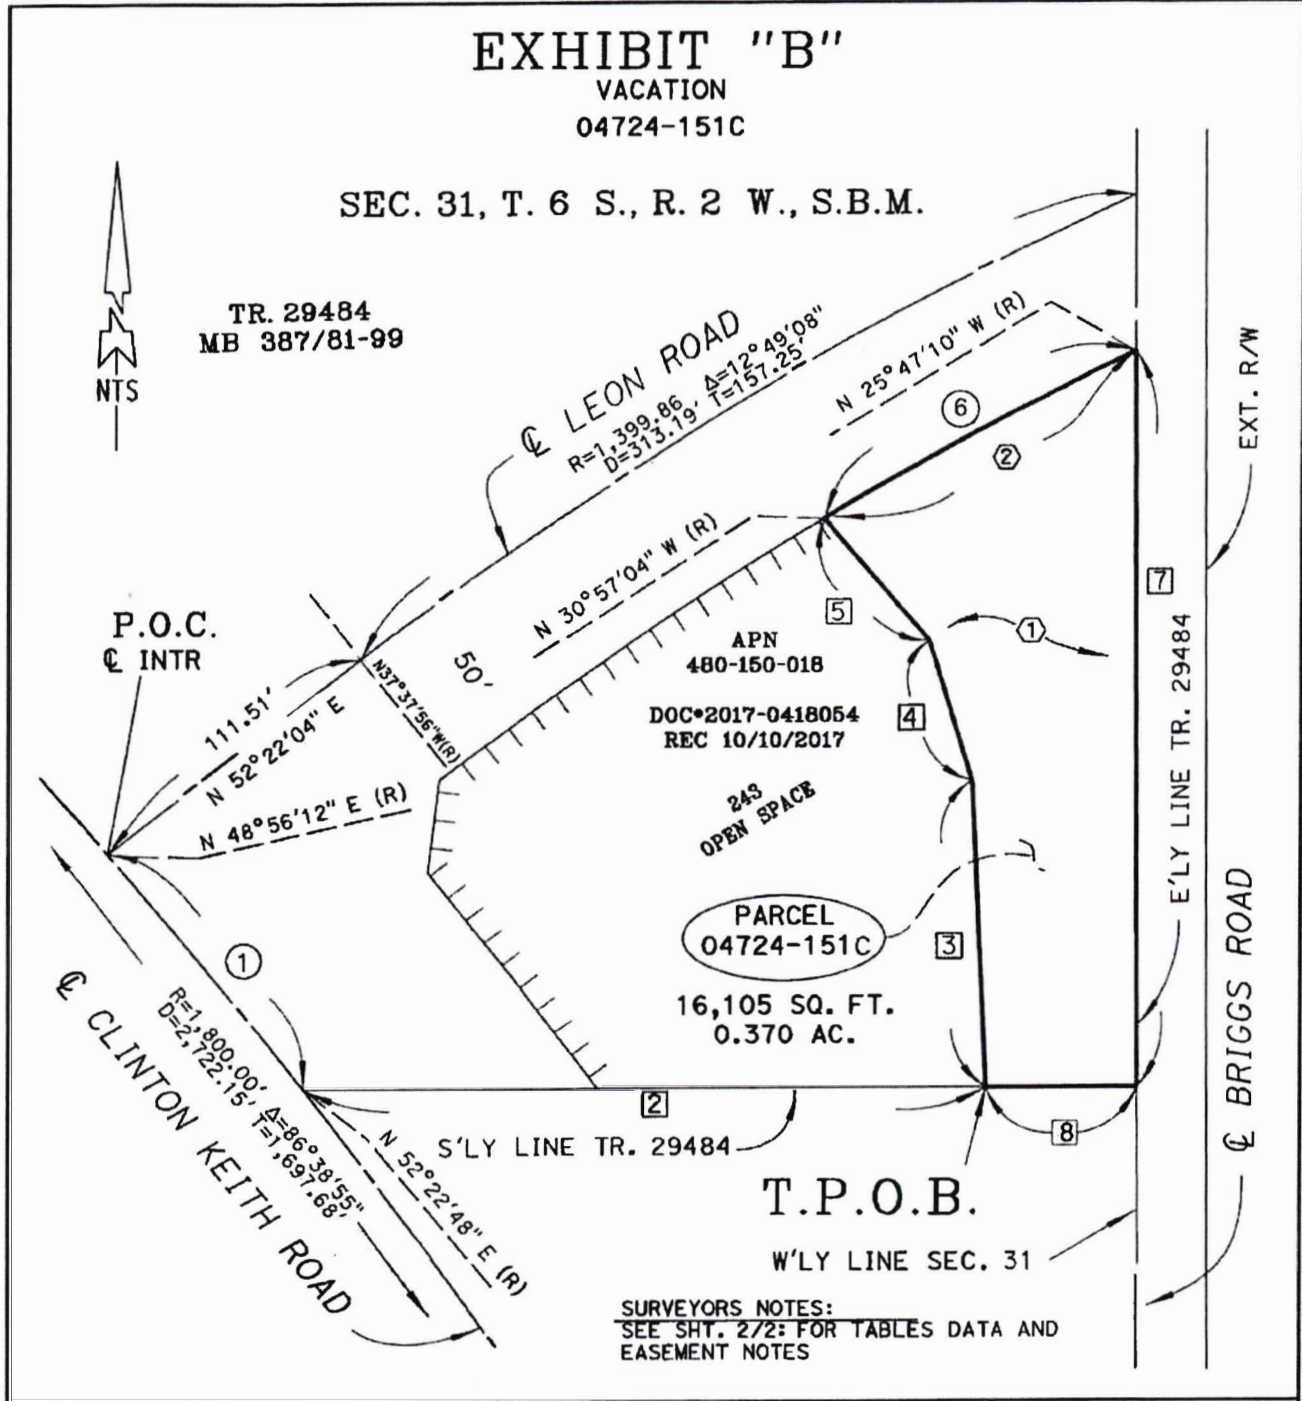 EXHIBIT "B"
VACATION
04724-151C
SEC. 31, T. 6 S., R. 2 W., S.B.M.
TR. 29484
MB 387/81-99
N
NTS
℄ LEON ROAD
R=1,399.86 Δ=12°49'08"
D=313.19' T=157.25'
N 25°47'10" W (R)
EXT. R/W
6
2
N 30°57'04" W (R)
7
5
P.O.C.
℄ INTR
50'
N37°37'56"W(R)
APN
480-150-018
1
DOC•2017-0418054
REC 10/10/2017
4
111.51'
N 52°22'04" E
N 48°56'12" E (R)
243
OPEN SPACE
E'LY LINE TR. 29484
PARCEL
04724-151C
3
16,105 SQ. FT.
0.370 AC.
1
℄ CLINTON KEITH ROAD
R=1,800.00' Δ=86°38'55"
D=2,722.15' T=1,697.68'
N 52°22'48" E (R)
2
S'LY LINE TR. 29484
8
℄ BRIGGS ROAD
T.P.O.B.
W'LY LINE SEC. 31
SURVEYORS NOTES:
SEE SHT. 2/2: FOR TABLES DATA AND
EASEMENT NOTES